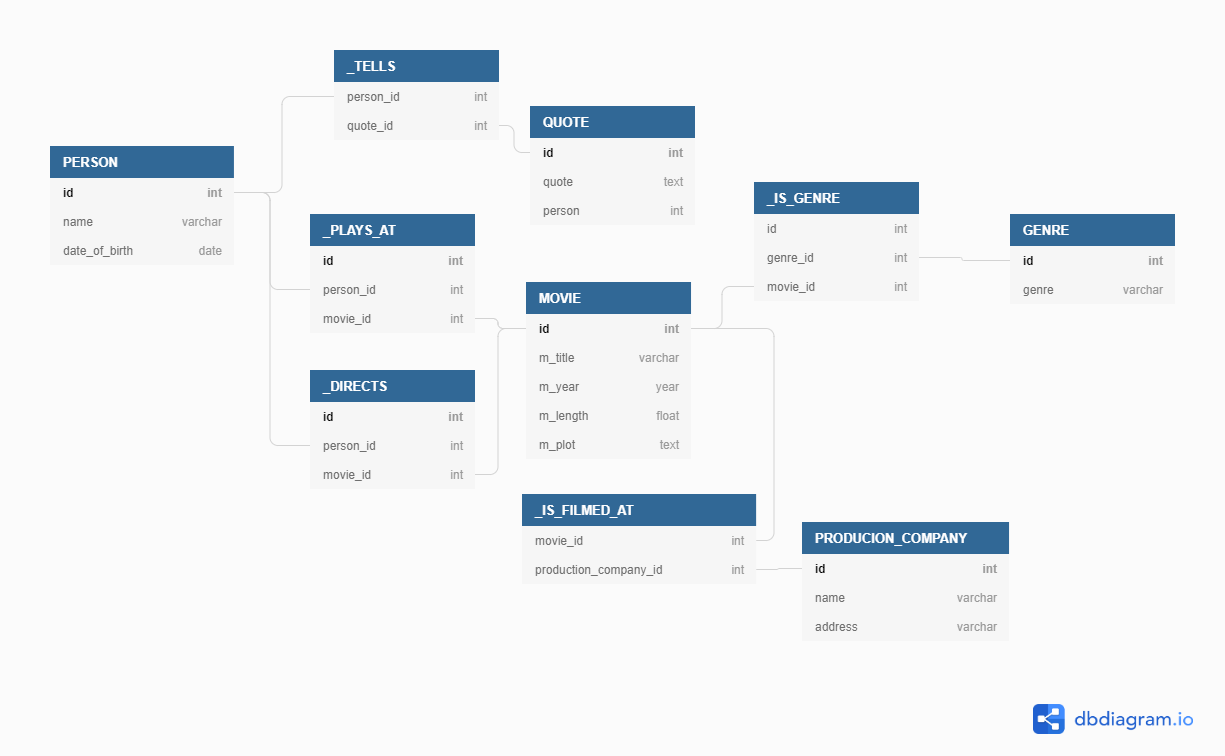 _TELLS
person_id int
quote_id int
QUOTE
id int
quote text
person int
PERSON
id int
name varchar
date_of_birth date
_PLAYS_AT
id int
person_id int
movie_id int
_DIRECTS
id int
person_id int
movie_id int
MOVIE
id int
m_title varchar
m_year year
m_length float
m_plot text
_IS_GENRE
id int
genre_id int
movie_id int
GENRE
id int
genre varchar
_IS_FILMED_AT
movie_id int
production_company_id int
PRODUCION_COMPANY
id int
name varchar
address varchar
dbdiagram.io